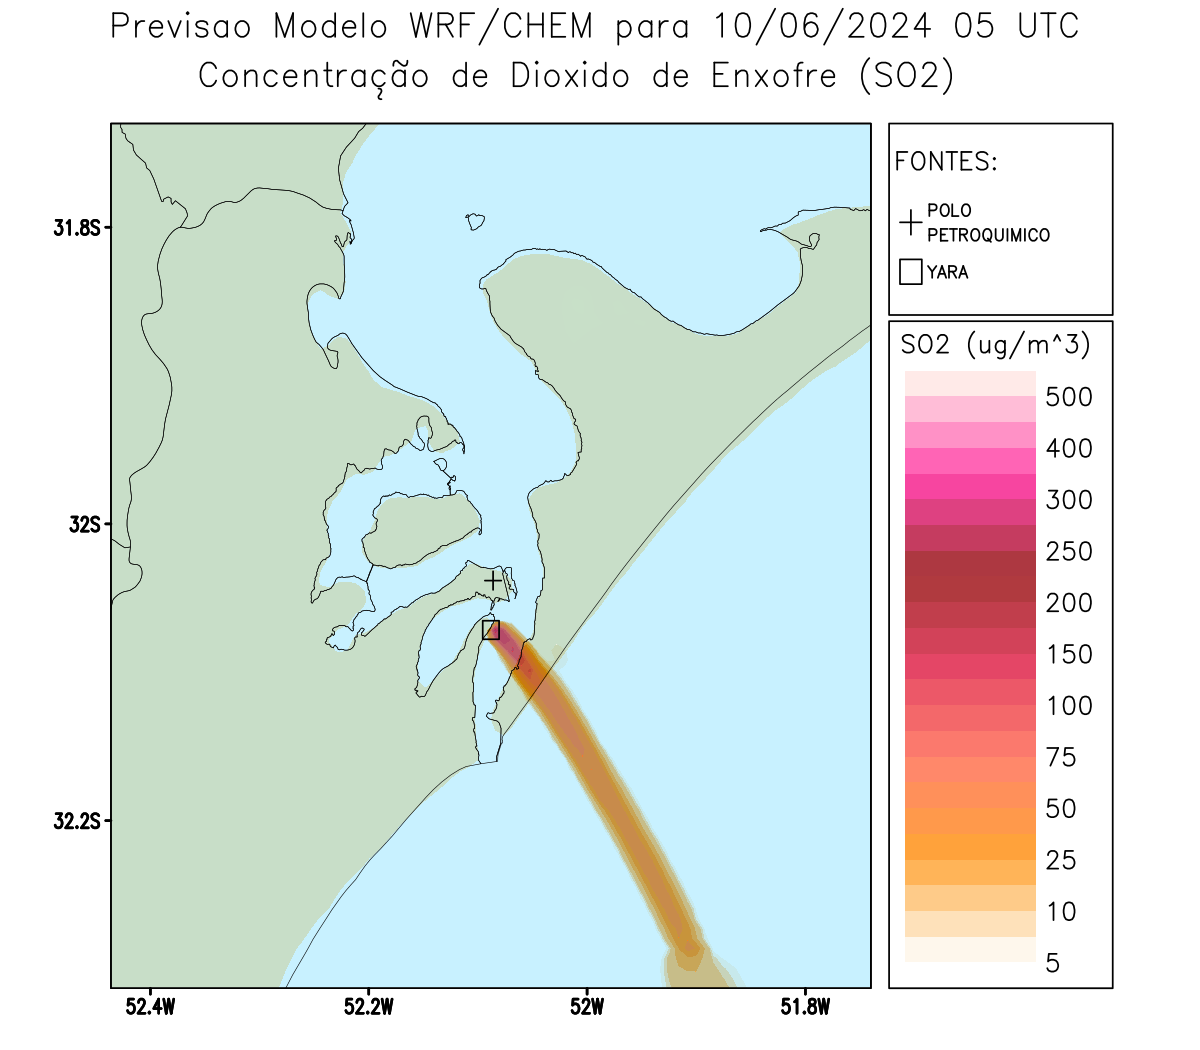 Previsao Modelo WRF/CHEM para 10/06/2024 05 UTC
Concentração de Dioxido de Enxofre (SO2)
FONTES:
POLO
PETROQUIMICO
YARA
31.8S
32S
32.2S
52.4W
52.2W
52W
51.8W
SO2 (ug/m^3)
500
400
300
250
200
150
100
75
50
25
10
5